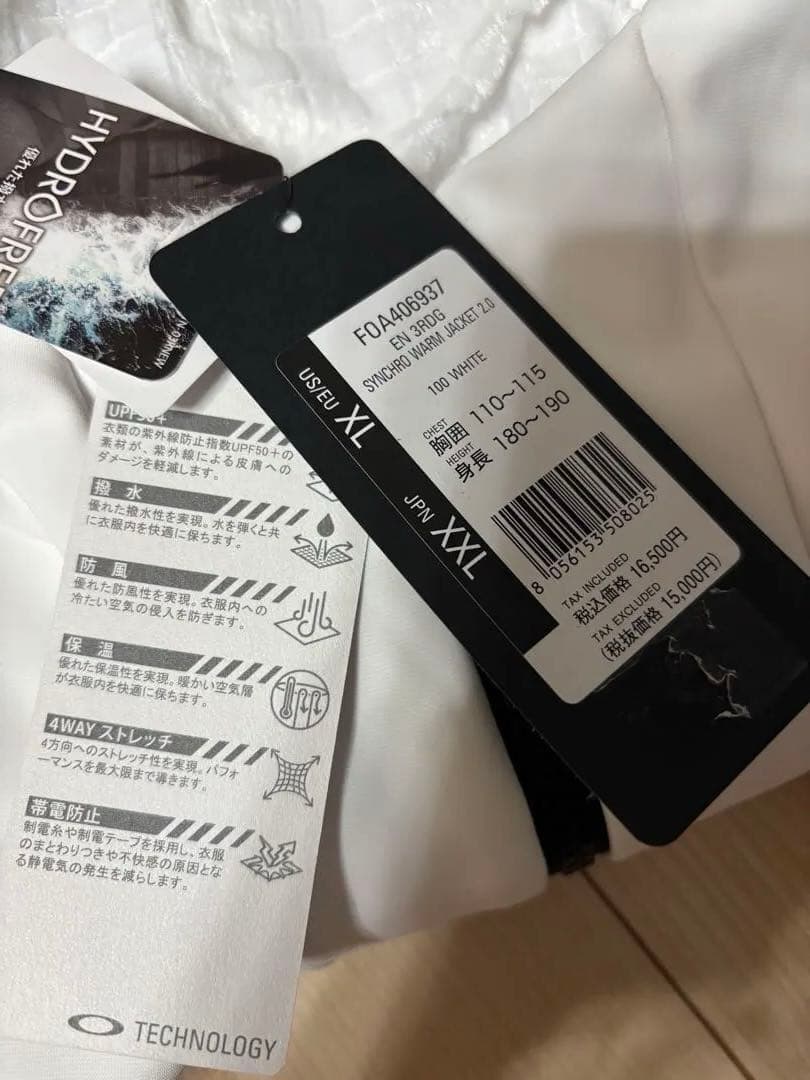 HYDROFREE
FOA406937
EN 3RDG
SYNCHRO WARM JACKET 2.0
100 WHITE
US/EU XL
JPN XXL
CHEST
胸囲 110〜115
HEIGHT
身長 180〜190
8 056153 508025
TAX INCLUDED
税込価格 16,500円
TAX EXCLUDED
(税抜価格 15,000円)
UPF50+
衣類の紫外線防止指数UPF50+の
素材が、紫外線による皮膚への
ダメージを軽減します。
撥水
優れた撥水性を実現。水を弾くと共
に衣服内を快適に保ちます。
防風
優れた防風性を実現。衣服内への
冷たい空気の侵入を防ぎます。
保温
優れた保温性を実現。暖かい空気層
が衣服内を快適に保ちます。
4WAYストレッチ
4方向へのストレッチ性を実現。パフォ
ーマンスを最大限まで導きます。
帯電防止
制電糸や制電テープを採用し、衣服
のまとわりつきや不快感の原因とな
る静電気の発生を減らします。
TECHNOLOGY